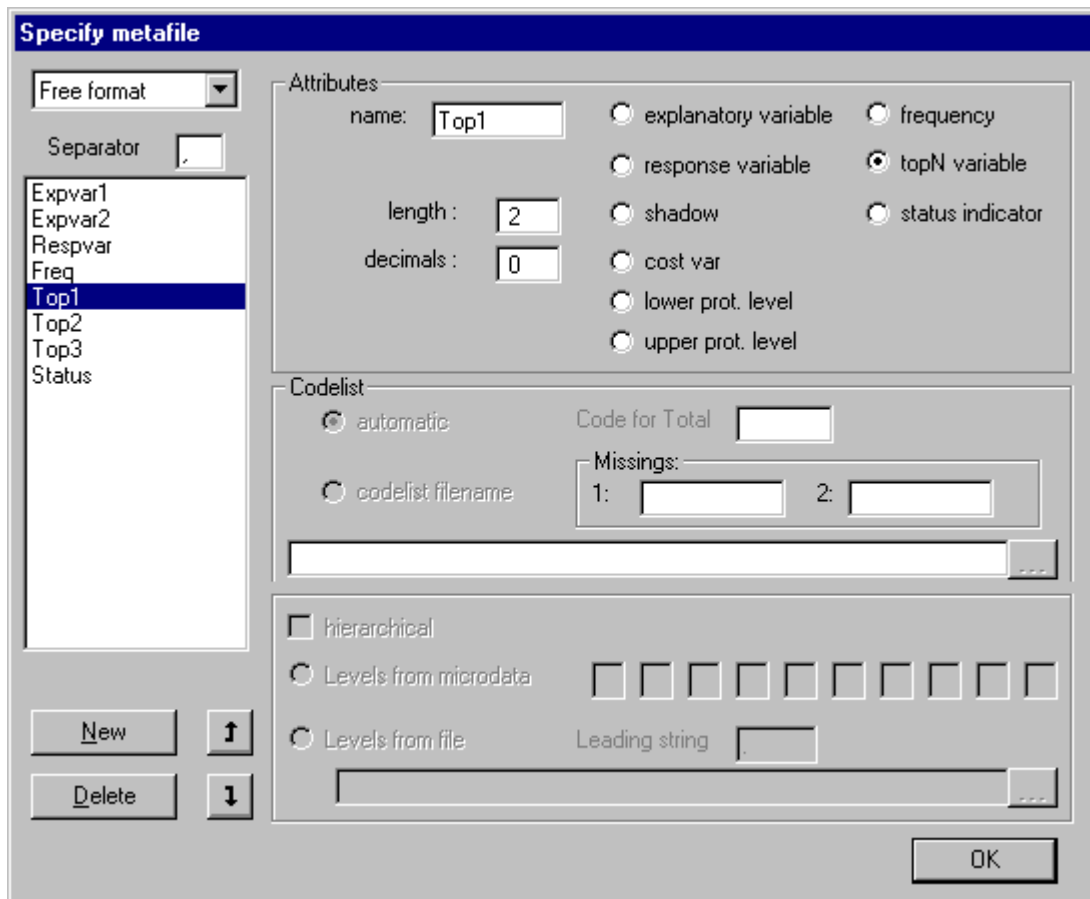 Specify metafile
Free format
Separator
,
Expvar1
Expvar2
Respvar
Freq
Top1
Top2
Top3
Status
New
Delete
Attributes
name: Top1
length : 2
decimals : 0
explanatory variable
response variable
shadow
cost var
lower prot. level
upper prot. level
frequency
topN variable
status indicator
Codelist
automatic
codelist filename
Code for Total
Missings:
1: 2:
...
hierarchical
Levels from microdata
Levels from file
Leading string .
...
OK